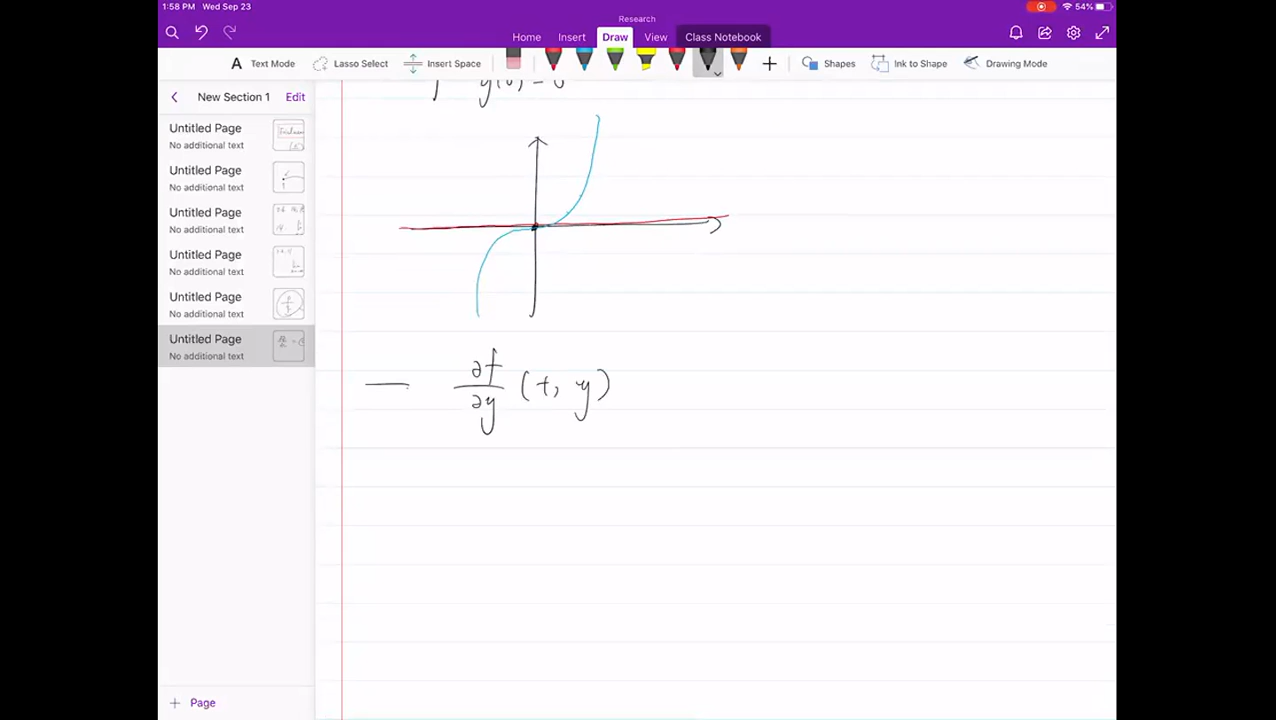 1:58 PM Wed Sep 23
54%
Research
Home Insert Draw View Class Notebook
A Text Mode Lasso Select Insert Space Shapes Ink to Shape Drawing Mode
New Section 1 Edit
Untitled Page
No additional text
Untitled Page
No additional text
Untitled Page
No additional text
Untitled Page
No additional text
Untitled Page
No additional text
Untitled Page
No additional text
y(0) = 0
— ∂f/∂y (t, y)
+ Page